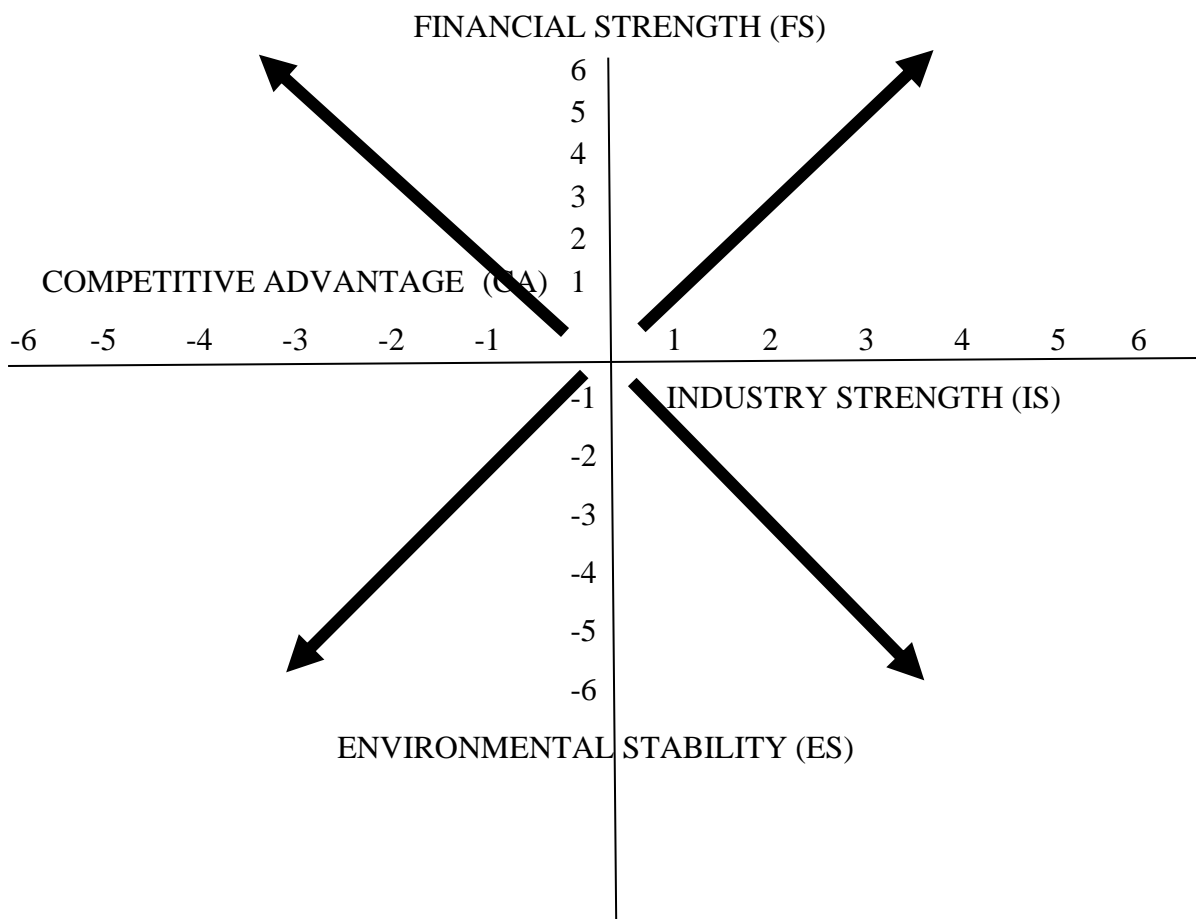 FINANCIAL STRENGTH (FS)
6
5
4
3
2
COMPETITIVE ADVANTAGE (CA) 1
-6 -5 -4 -3 -2 -1 1 2 3 4 5 6
-1 INDUSTRY STRENGTH (IS)
-2
-3
-4
-5
-6
ENVIRONMENTAL STABILITY (ES)